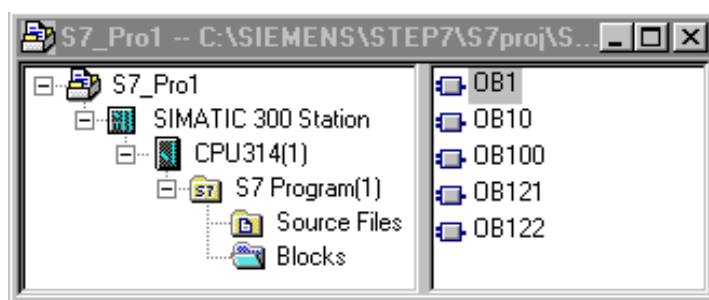 S7_Pro1 -- C:\SIEMENS\STEP7\S7proj\S...
S7_Pro1
SIMATIC 300 Station
CPU314(1)
S7 Program(1)
Source Files
Blocks
OB1
OB10
OB100
OB121
OB122